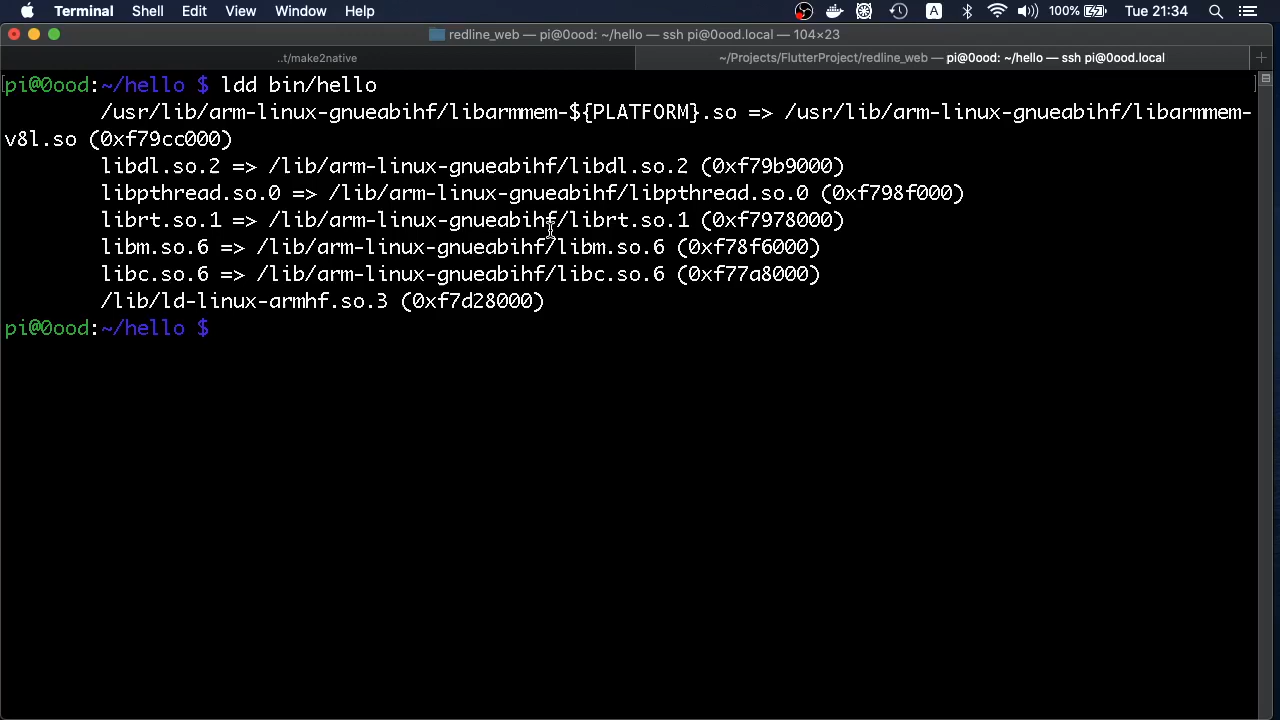 Terminal Shell Edit View Window Help A 100% Tue 21:34
redline_web — pi@0ood: ~/hello — ssh pi@0ood.local — 104×23
..t/make2native ~/Projects/FlutterProject/redline_web — pi@0ood: ~/hello — ssh pi@0ood.local
pi@0ood:~/hello $ ldd bin/hello
/usr/lib/arm-linux-gnueabihf/libarmmem-${PLATFORM}.so => /usr/lib/arm-linux-gnueabihf/libarmmem-
v8l.so (0xf79cc000)
libdl.so.2 => /lib/arm-linux-gnueabihf/libdl.so.2 (0xf79b9000)
libpthread.so.0 => /lib/arm-linux-gnueabihf/libpthread.so.0 (0xf798f000)
librt.so.1 => /lib/arm-linux-gnueabihf/librt.so.1 (0xf7978000)
libm.so.6 => /lib/arm-linux-gnueabihf/libm.so.6 (0xf78f6000)
libc.so.6 => /lib/arm-linux-gnueabihf/libc.so.6 (0xf77a8000)
/lib/ld-linux-armhf.so.3 (0xf7d28000)
pi@0ood:~/hello $